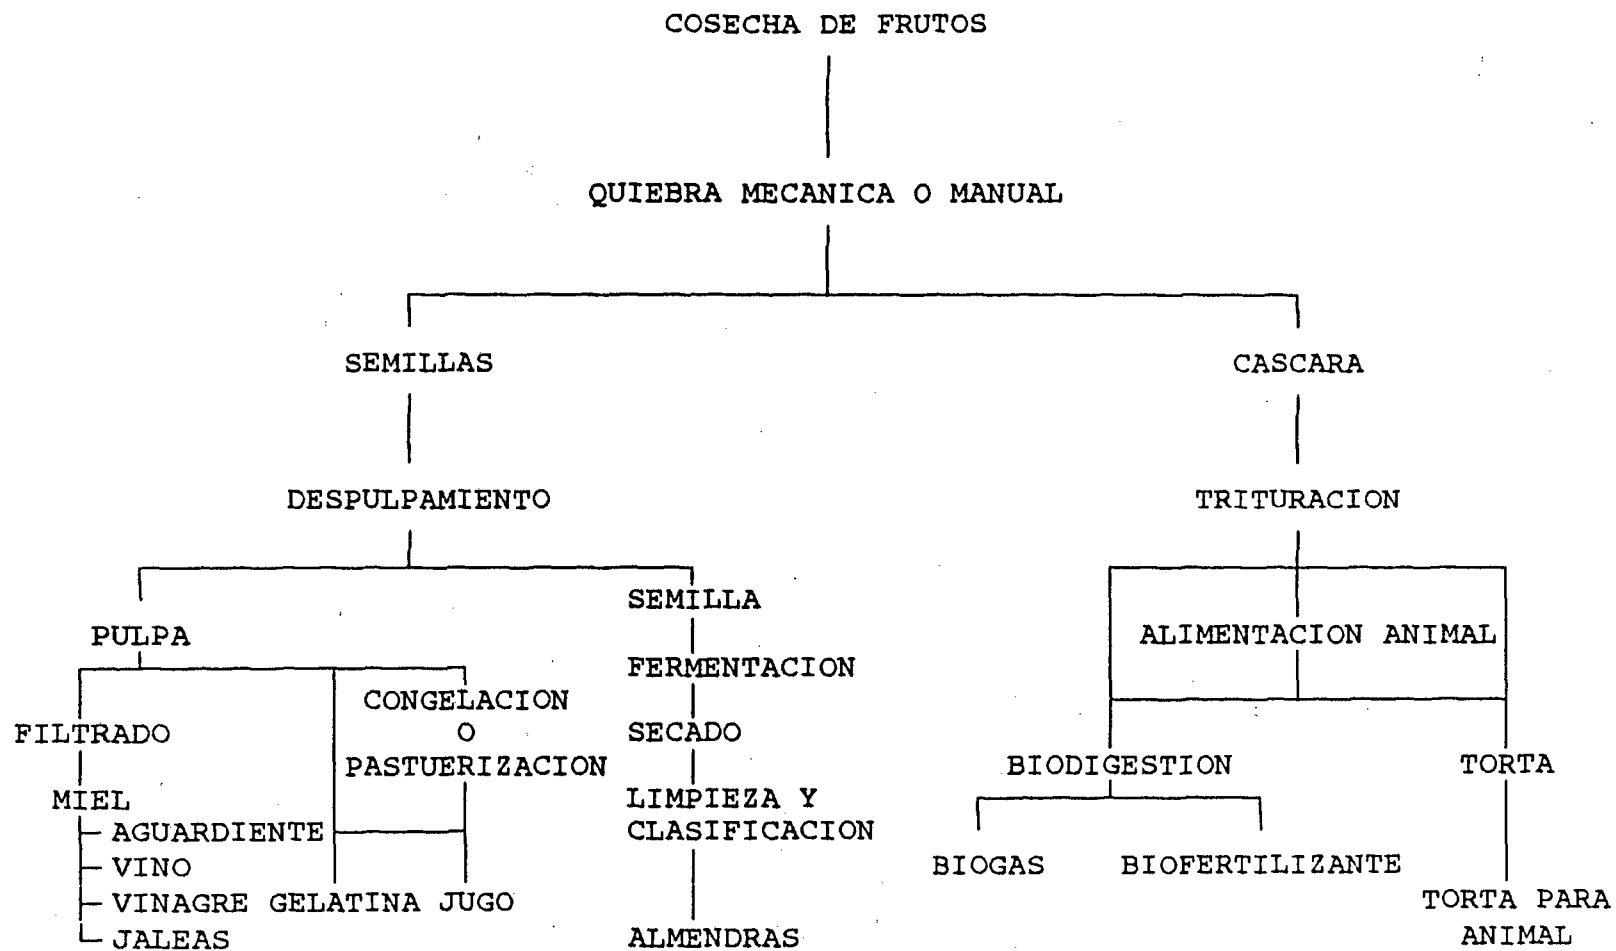 COSECHA DE FRUTOS
QUIEBRA MECANICA O MANUAL
SEMILLAS
CASCARA
DESPULPAMIENTO
TRITURACION
SEMILLA
PULPA
ALIMENTACION ANIMAL
FERMENTACION
CONGELACION
O
PASTUERIZACION
FILTRADO
SECADO
BIODIGESTION
TORTA
MIEL
LIMPIEZA Y
CLASIFICACION
AGUARDIENTE
VINO
VINAGRE GELATINA JUGO
JALEAS
ALMENDRAS
BIOGAS
BIOFERTILIZANTE
TORTA PARA
ANIMAL